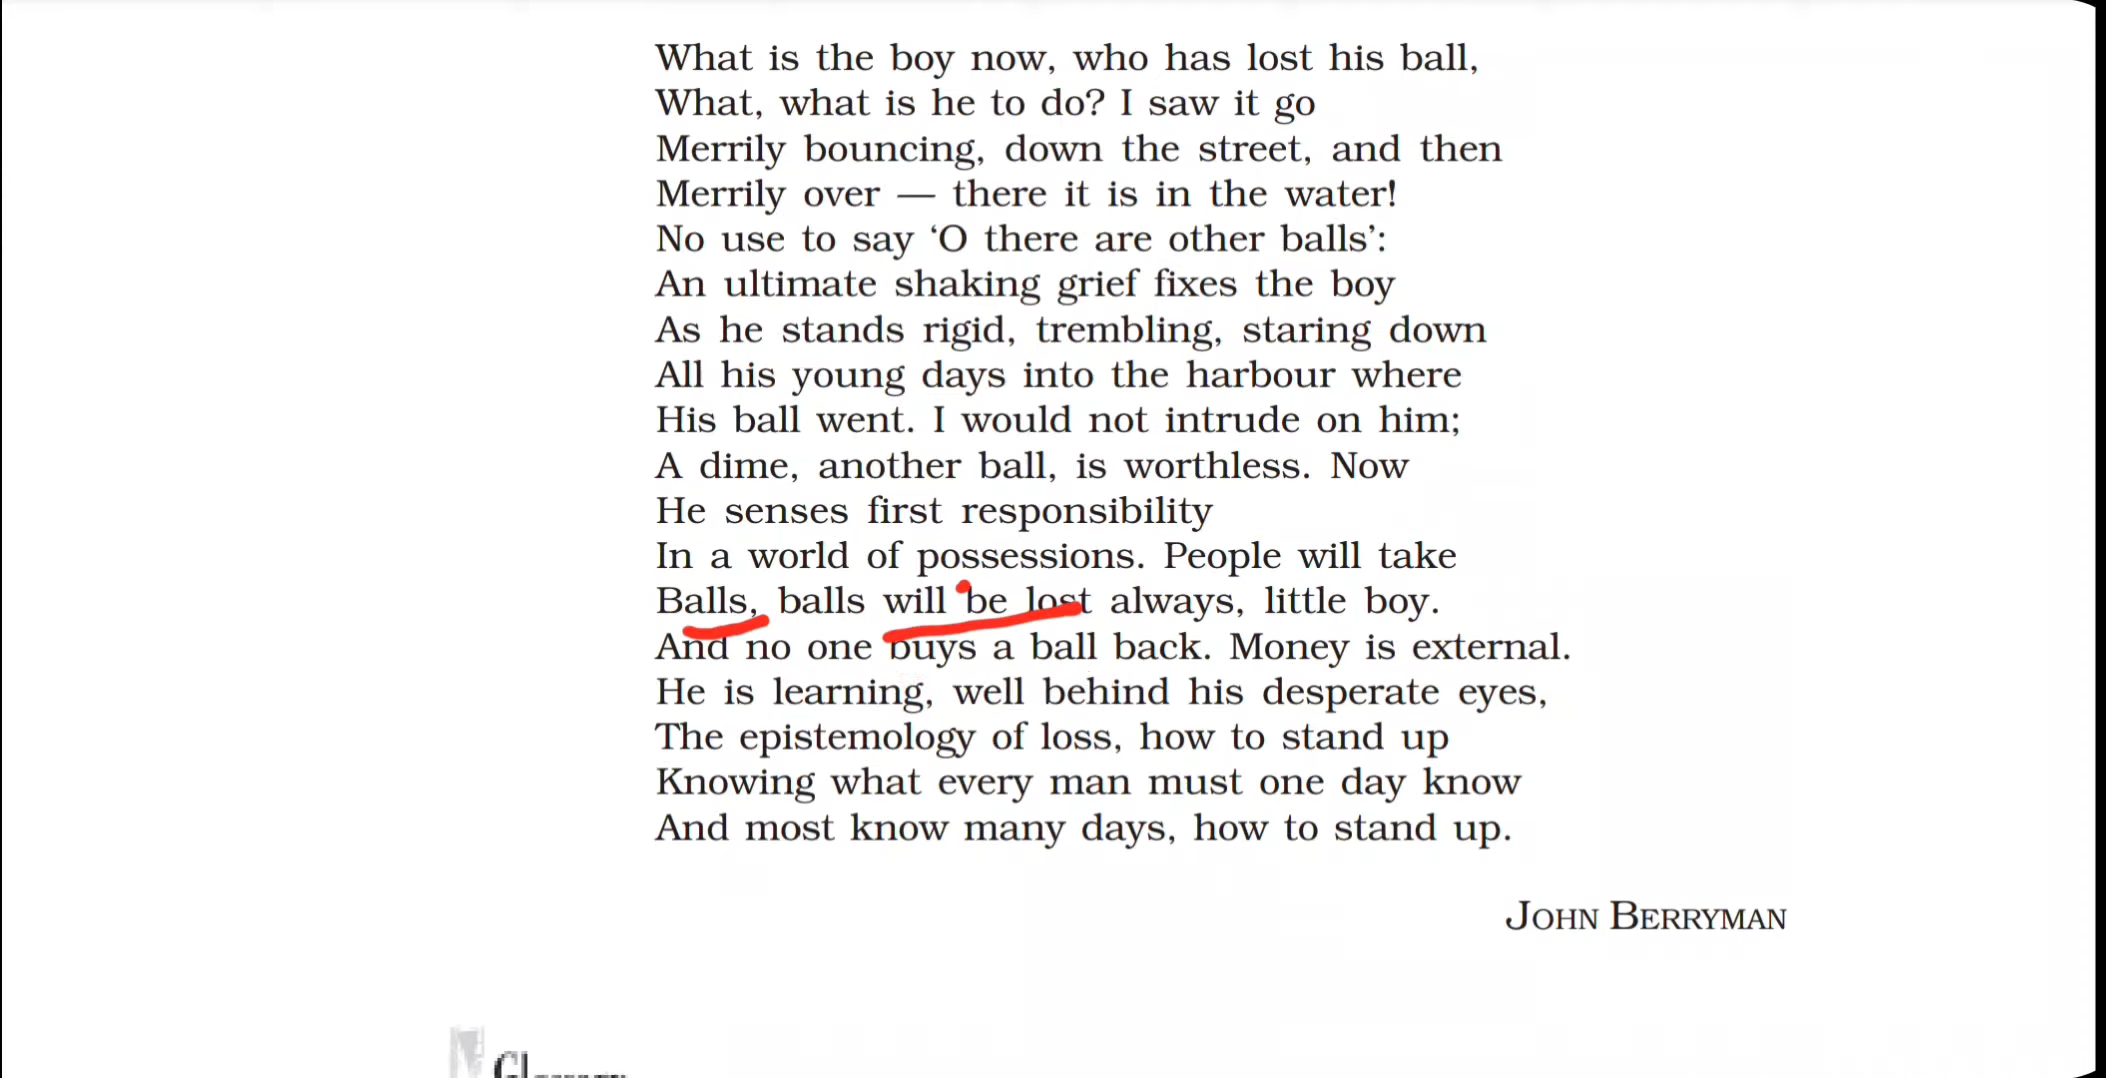 What is the boy now, who has lost his ball,
What, what is he to do? I saw it go
Merrily bouncing, down the street, and then
Merrily over — there it is in the water!
No use to say ‘O there are other balls’:
An ultimate shaking grief fixes the boy
As he stands rigid, trembling, staring down
All his young days into the harbour where
His ball went. I would not intrude on him;
A dime, another ball, is worthless. Now
He senses first responsibility
In a world of possessions. People will take
Balls, balls will be lost always, little boy.
And no one buys a ball back. Money is external.
He is learning, well behind his desperate eyes,
The epistemology of loss, how to stand up
Knowing what every man must one day know
And most know many days, how to stand up.
JOHN BERRYMAN